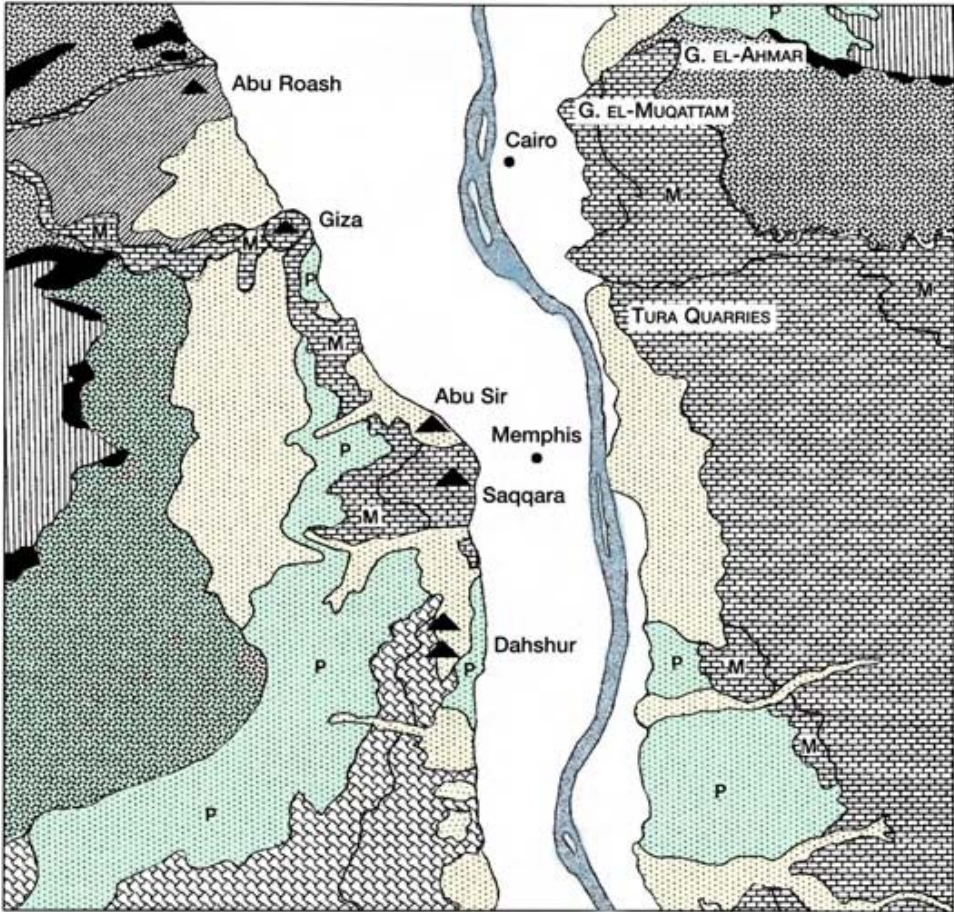 P
G. EL-AHMAR
Abu Roash
G. EL-MUQATTAM
Cairo
M
Giza
M
M
P
M
TURA QUARRIES
M
Abu Sir
Memphis
P
Saqqara
M
Dahshur
P
P
P
M
M
P
P